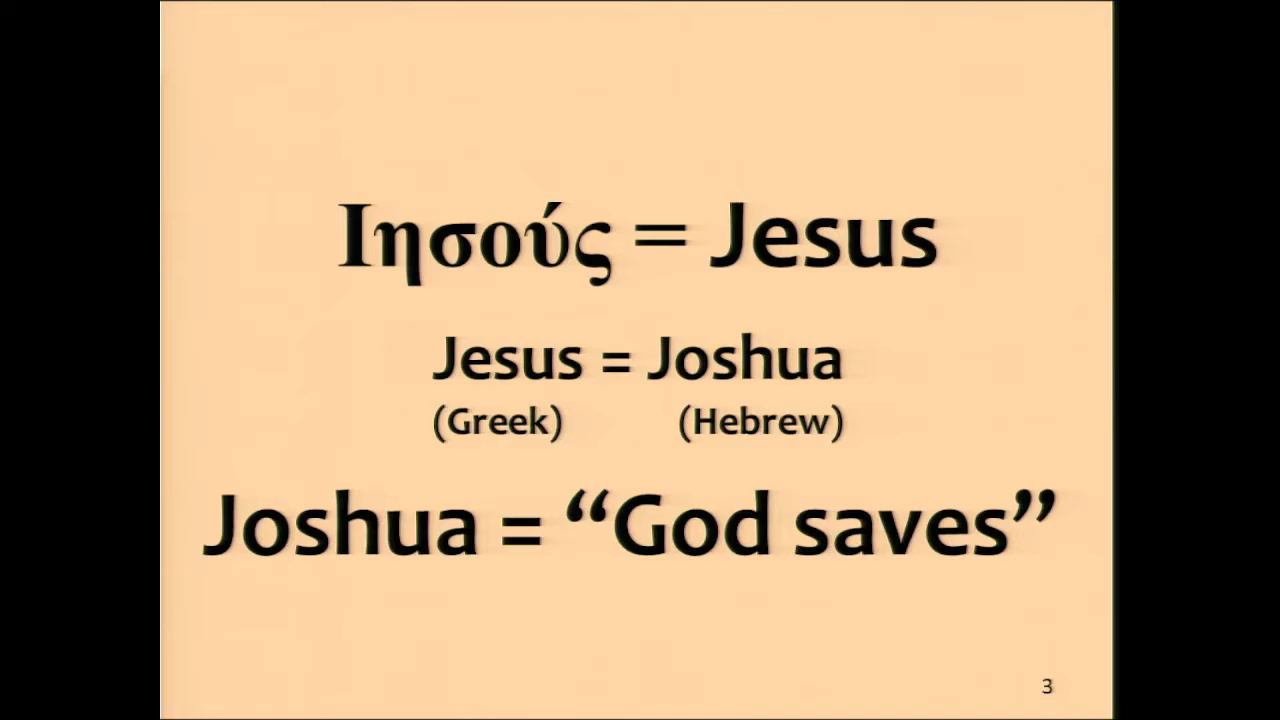 Ιησούς = Jesus
Jesus = Joshua
(Greek) (Hebrew)
Joshua = “God saves”
3